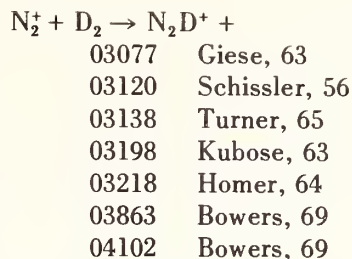 N₂⁺ + D₂ → N₂D⁺ +
03077 Giese, 63
03120 Schissler, 56
03138 Turner, 65
03198 Kubose, 63
03218 Homer, 64
03863 Bowers, 69
04102 Bowers, 69